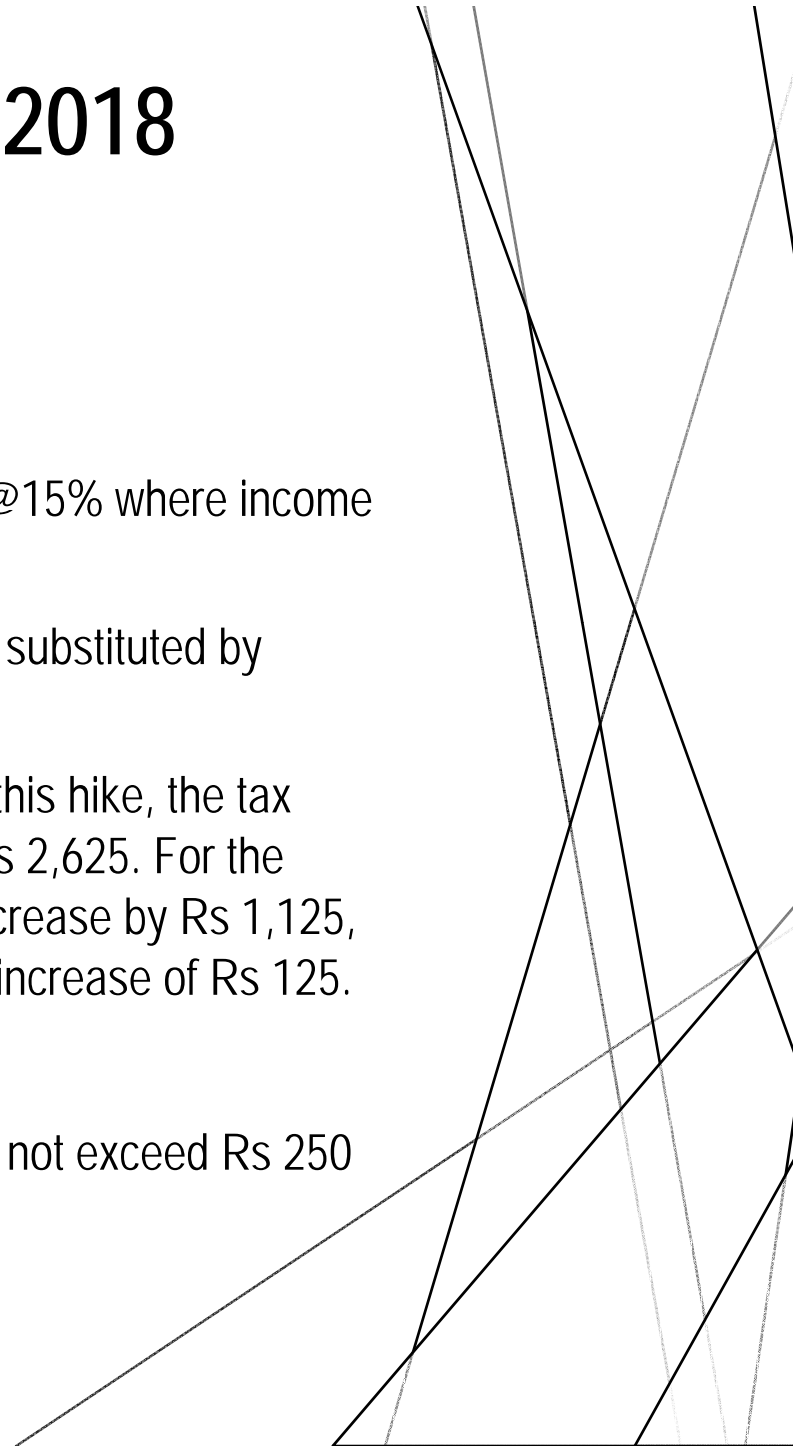 2018
@15% where income
substituted by
this hike, the tax
s 2,625. For the
crease by Rs 1,125,
increase of Rs 125.
not exceed Rs 250